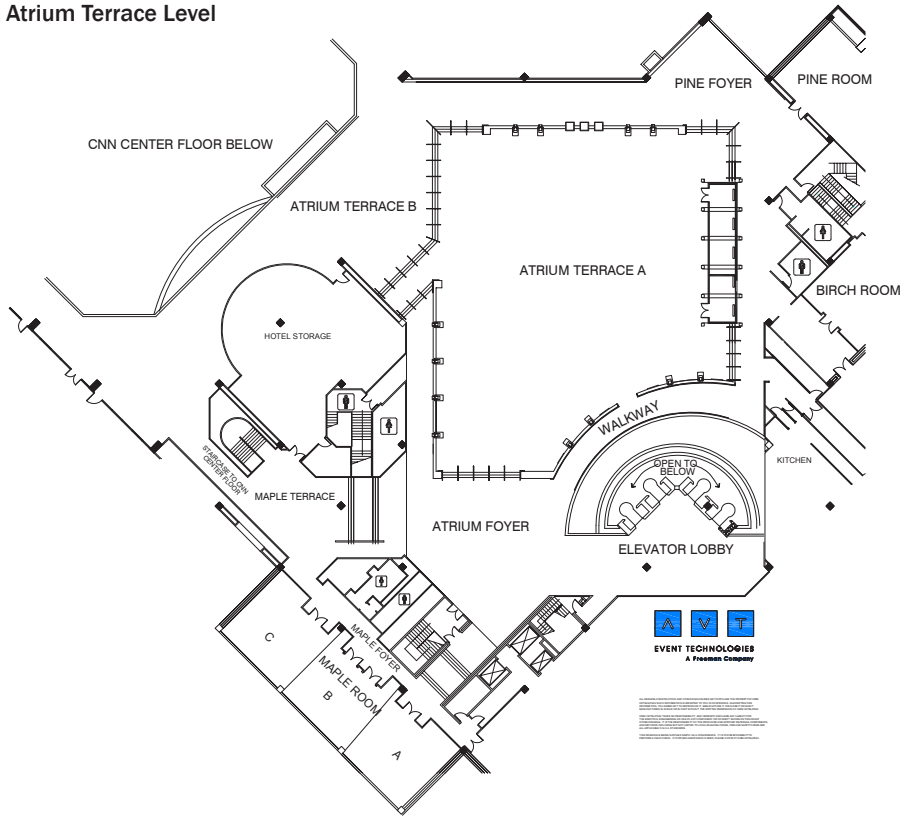 Atrium Terrace Level
PINE FOYER
PINE ROOM
CNN CENTER FLOOR BELOW
ATRIUM TERRACE B
ATRIUM TERRACE A
BIRCH ROOM
HOTEL STORAGE
WALKWAY
STAIRCASE TO CNN
CENTER FLOOR
OPEN TO
BELOW
KITCHEN
MAPLE TERRACE
ATRIUM FOYER
ELEVATOR LOBBY
MAPLE FOYER
MAPLE ROOM
C
B
A
AVT
EVENT TECHNOLOGIES
A Freeman Company